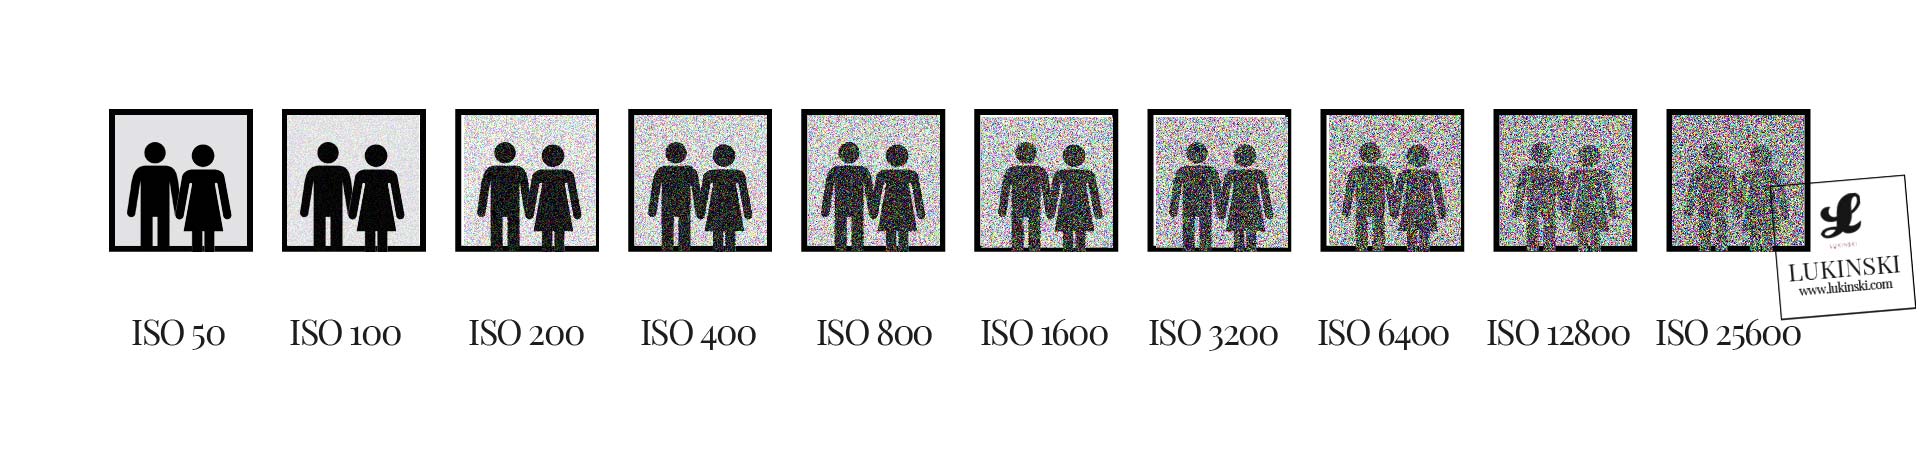 ISO 50
ISO 100
ISO 200
ISO 400
ISO 800
ISO 1600
ISO 3200
ISO 6400
ISO 12800
ISO 25600
LUKINSKI
LUKINSKI
www.lukinski.com